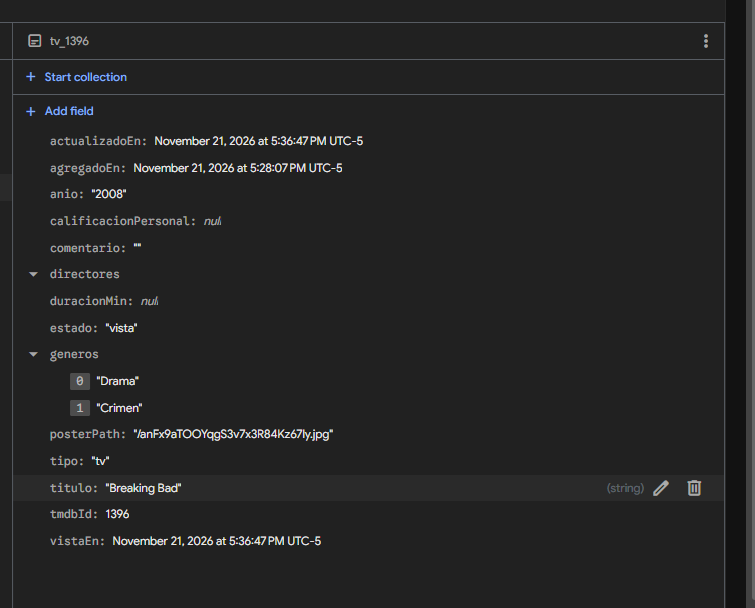 tv_1396
+ Start collection
+ Add field
actualizadoEn: November 21, 2026 at 5:36:47 PM UTC-5
agregadoEn: November 21, 2026 at 5:28:07 PM UTC-5
anio: "2008"
calificacionPersonal: null
comentario: ""
directores
duracionMin: null
estado: "vista"
generos
0 "Drama"
1 "Crimen"
posterPath: "/anFx9aTOOYqgS3v7x3R84Kz67ly.jpg"
tipo: "tv"
titulo: "Breaking Bad" (string)
tmdbId: 1396
vistaEn: November 21, 2026 at 5:36:47 PM UTC-5